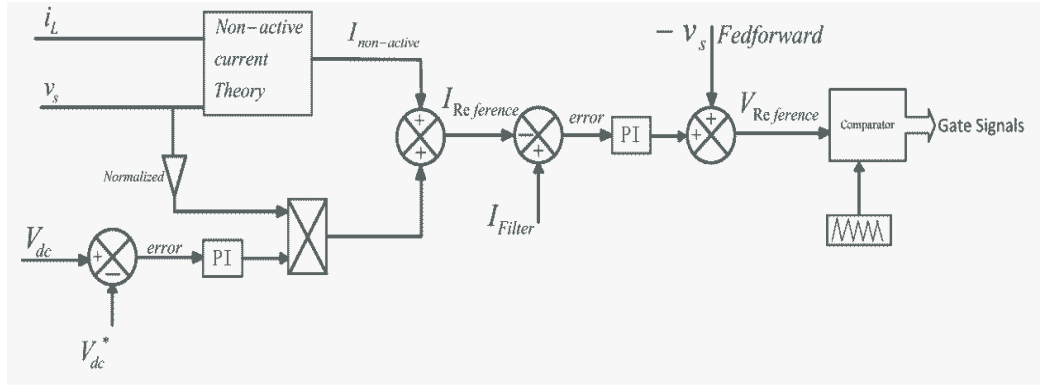 i_L
Non-active
current
Theory
I_non-active
v_s
Normalized
- v_s Fedforward
I_Reference
error
PI
V_Reference
Comparator
Gate Signals
I_Filter
V_dc
error
PI
V_dc*
+
+
-
+
+
+
+
-